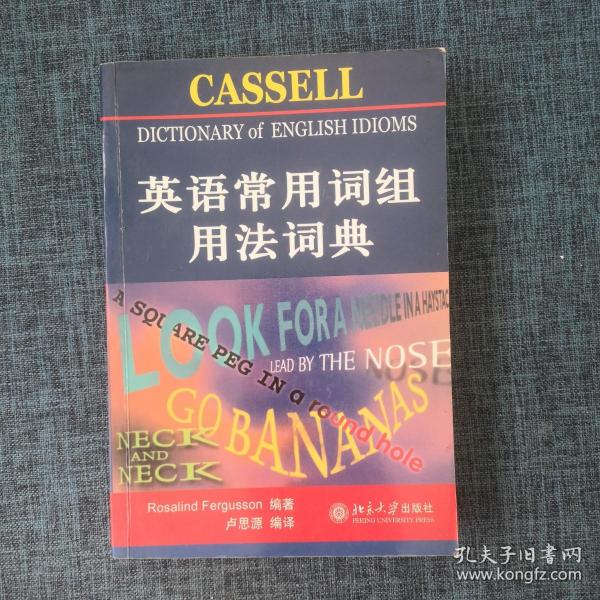 CASSELL
DICTIONARY of ENGLISH IDIOMS
英语常用词组
用法词典
LOOK FOR A NEEDLE IN A HAYSTAC
A SQUARE PEG IN a round hole
LEAD BY THE NOSE
NOSE
GO BANANAS
NECK
AND
NECK
Rosalind Fergusson 编著
卢思源 编译
北京大学出版社
PEKING UNIVERSITY PRESS
孔夫子旧书网
www.kongfz.com